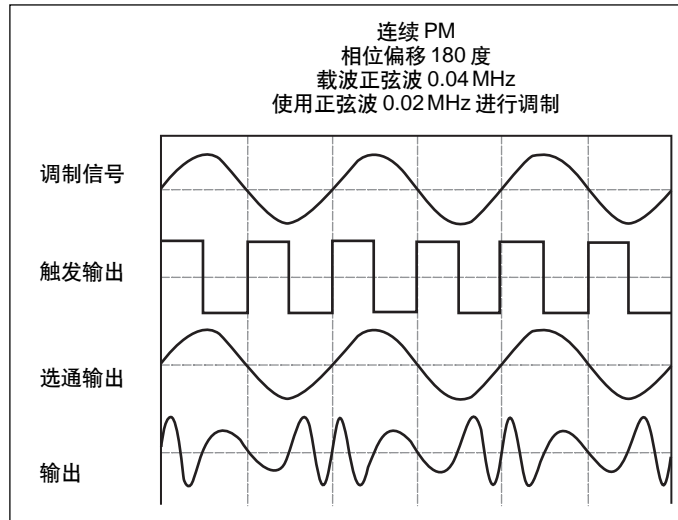 连续 PM
相位偏移 180 度
载波正弦波 0.04 MHz
使用正弦波 0.02 MHz 进行调制
调制信号
触发输出
选通输出
输出